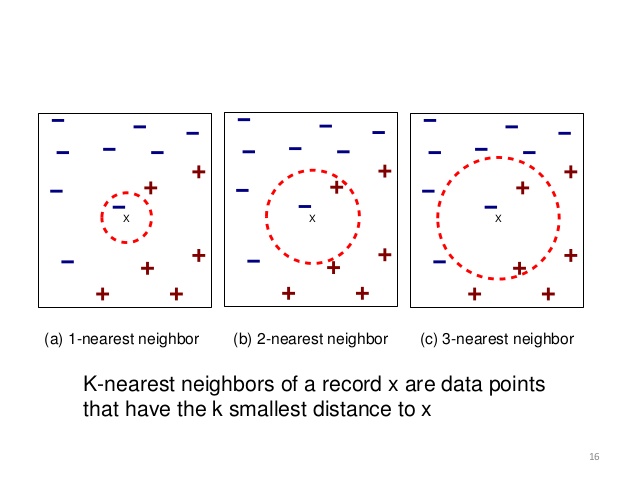 X
X
X
(a) 1-nearest neighbor
(b) 2-nearest neighbor
(c) 3-nearest neighbor
K-nearest neighbors of a record x are data points
that have the k smallest distance to x
16